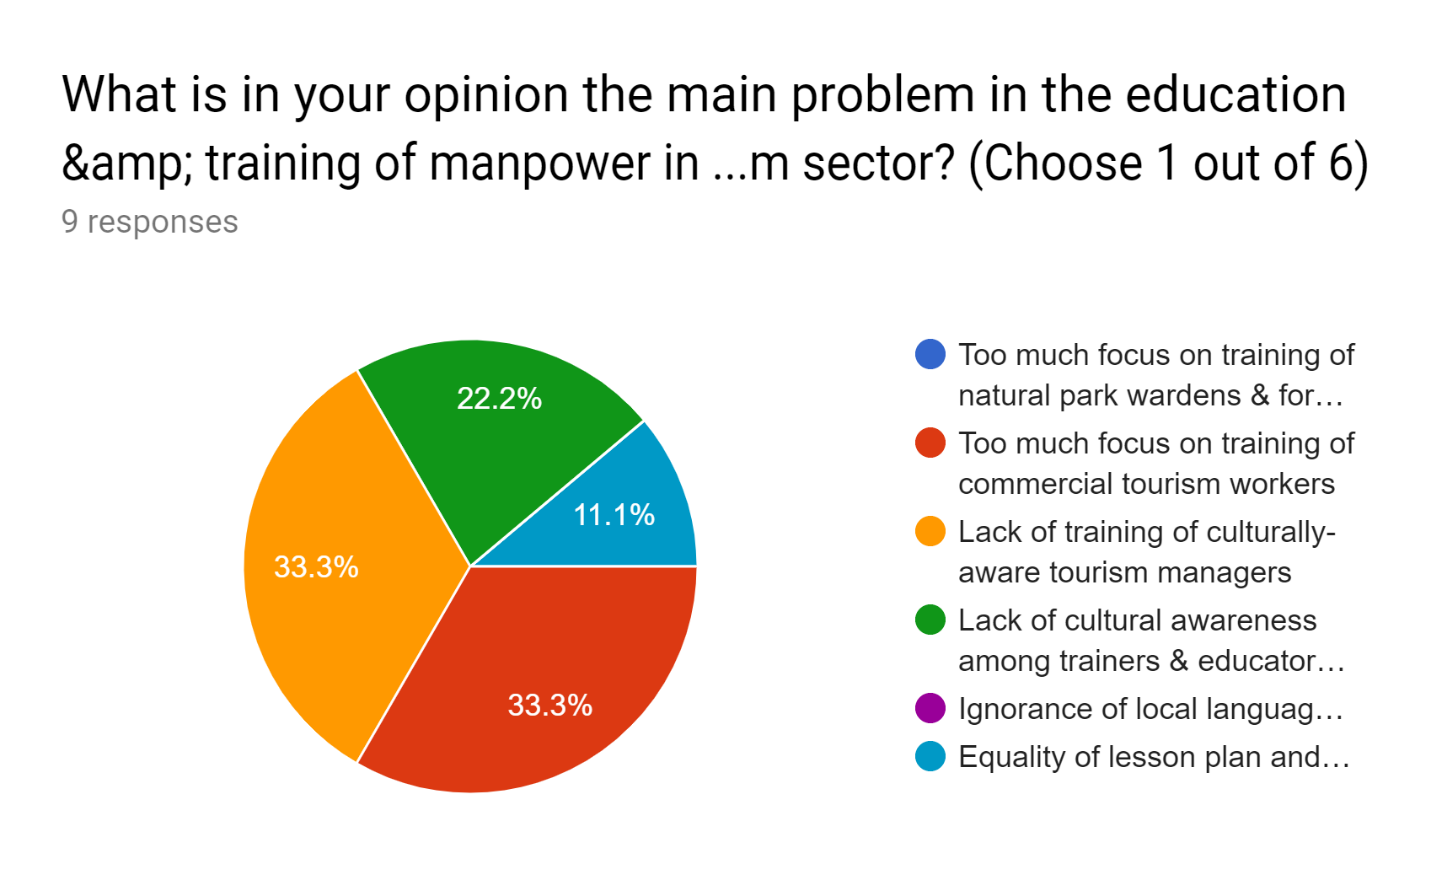 What is in your opinion the main problem in the education
&amp; training of manpower in ...m sector? (Choose 1 out of 6)
9 responses
22.2%
11.1%
33.3%
33.3%
Too much focus on training of
natural park wardens & for…
Too much focus on training of
commercial tourism workers
Lack of training of culturally-
aware tourism managers
Lack of cultural awareness
among trainers & educator…
Ignorance of local languag…
Equality of lesson plan and…